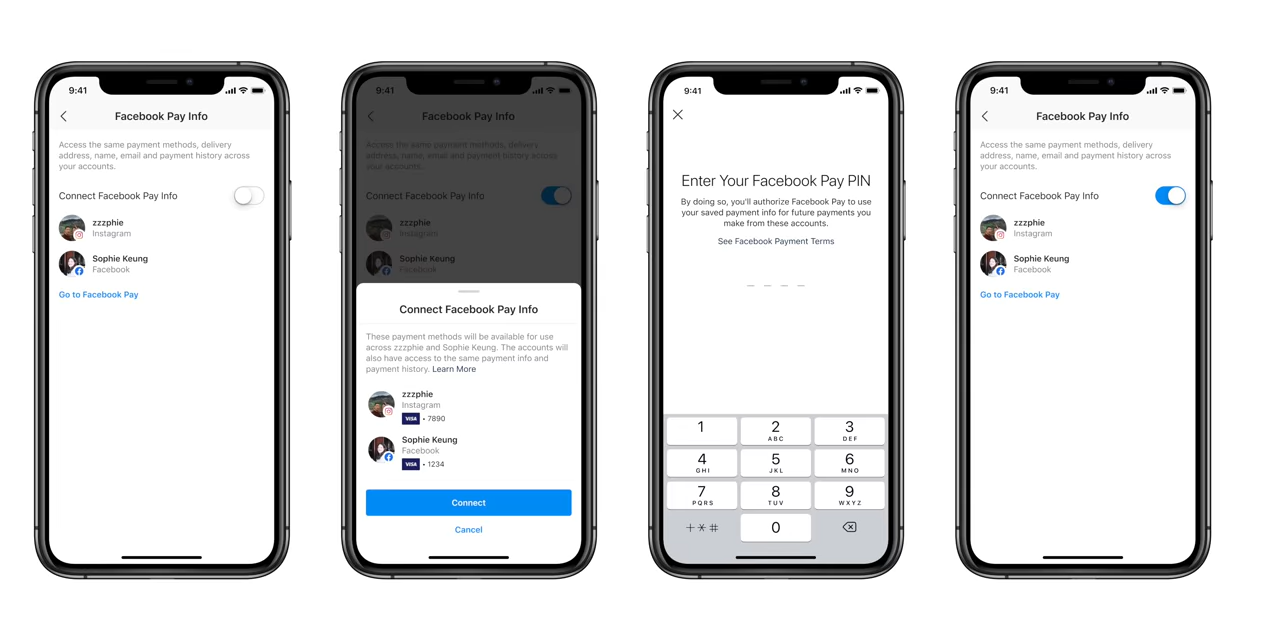 9:41
Facebook Pay Info
Access the same payment methods, delivery
address, name, email and payment history across
your accounts.
Connect Facebook Pay Info
zzzphie
Instagram
Sophie Keung
Facebook
Go to Facebook Pay
9:41
Facebook Pay Info
Access the same payment methods, delivery
address, name, email and payment history across
your accounts.
Connect Facebook Pay Info
zzzphie
Instagram
Sophie Keung
Facebook
Connect Facebook Pay Info
These payment methods will be available for use
across zzzphie and Sophie Keung. The accounts will
also have access to the same payment info and
payment history. Learn More
zzzphie
Instagram
VISA • 7890
Sophie Keung
Facebook
VISA • 1234
Connect
Cancel
9:41
Enter Your Facebook Pay PIN
By doing so, you'll authorize Facebook Pay to use
your saved payment info for future payments you
make from these accounts.
See Facebook Payment Terms
1 2 3
ABC DEF
4 5 6
GHI JKL MNO
7 8 9
PQRS TUV WXYZ
+*# 0
9:41
Facebook Pay Info
Access the same payment methods, delivery
address, name, email and payment history across
your accounts.
Connect Facebook Pay Info
zzzphie
Instagram
Sophie Keung
Facebook
Go to Facebook Pay